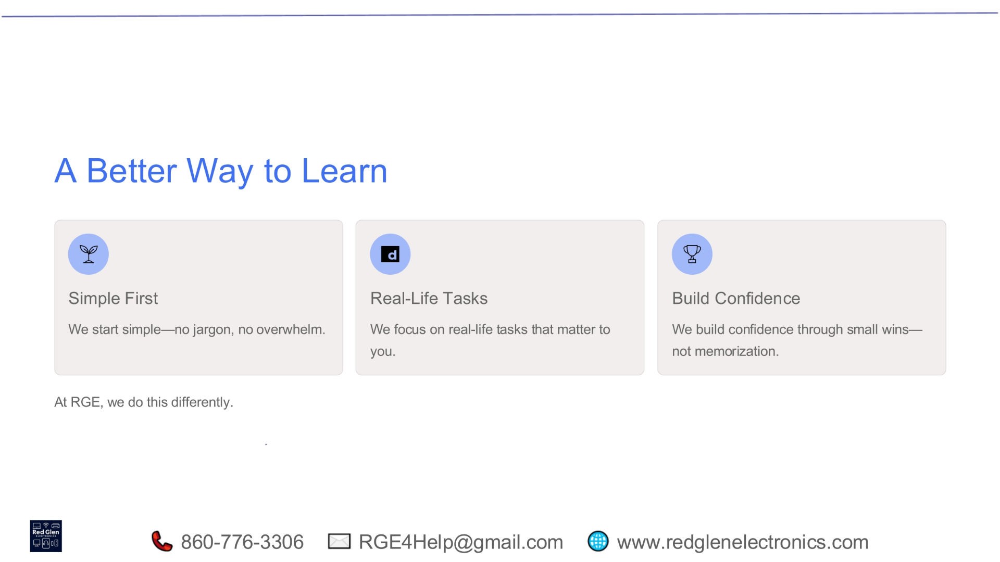 A Better Way to Learn
d
Simple First
We start simple—no jargon, no overwhelm.
Real-Life Tasks
We focus on real-life tasks that matter to
you.
Build Confidence
We build confidence through small wins—
not memorization.
At RGE, we do this differently.
.
Red Glen
ELECTRONICS
860-776-3306
RGE4Help@gmail.com
www.redglenelectronics.com